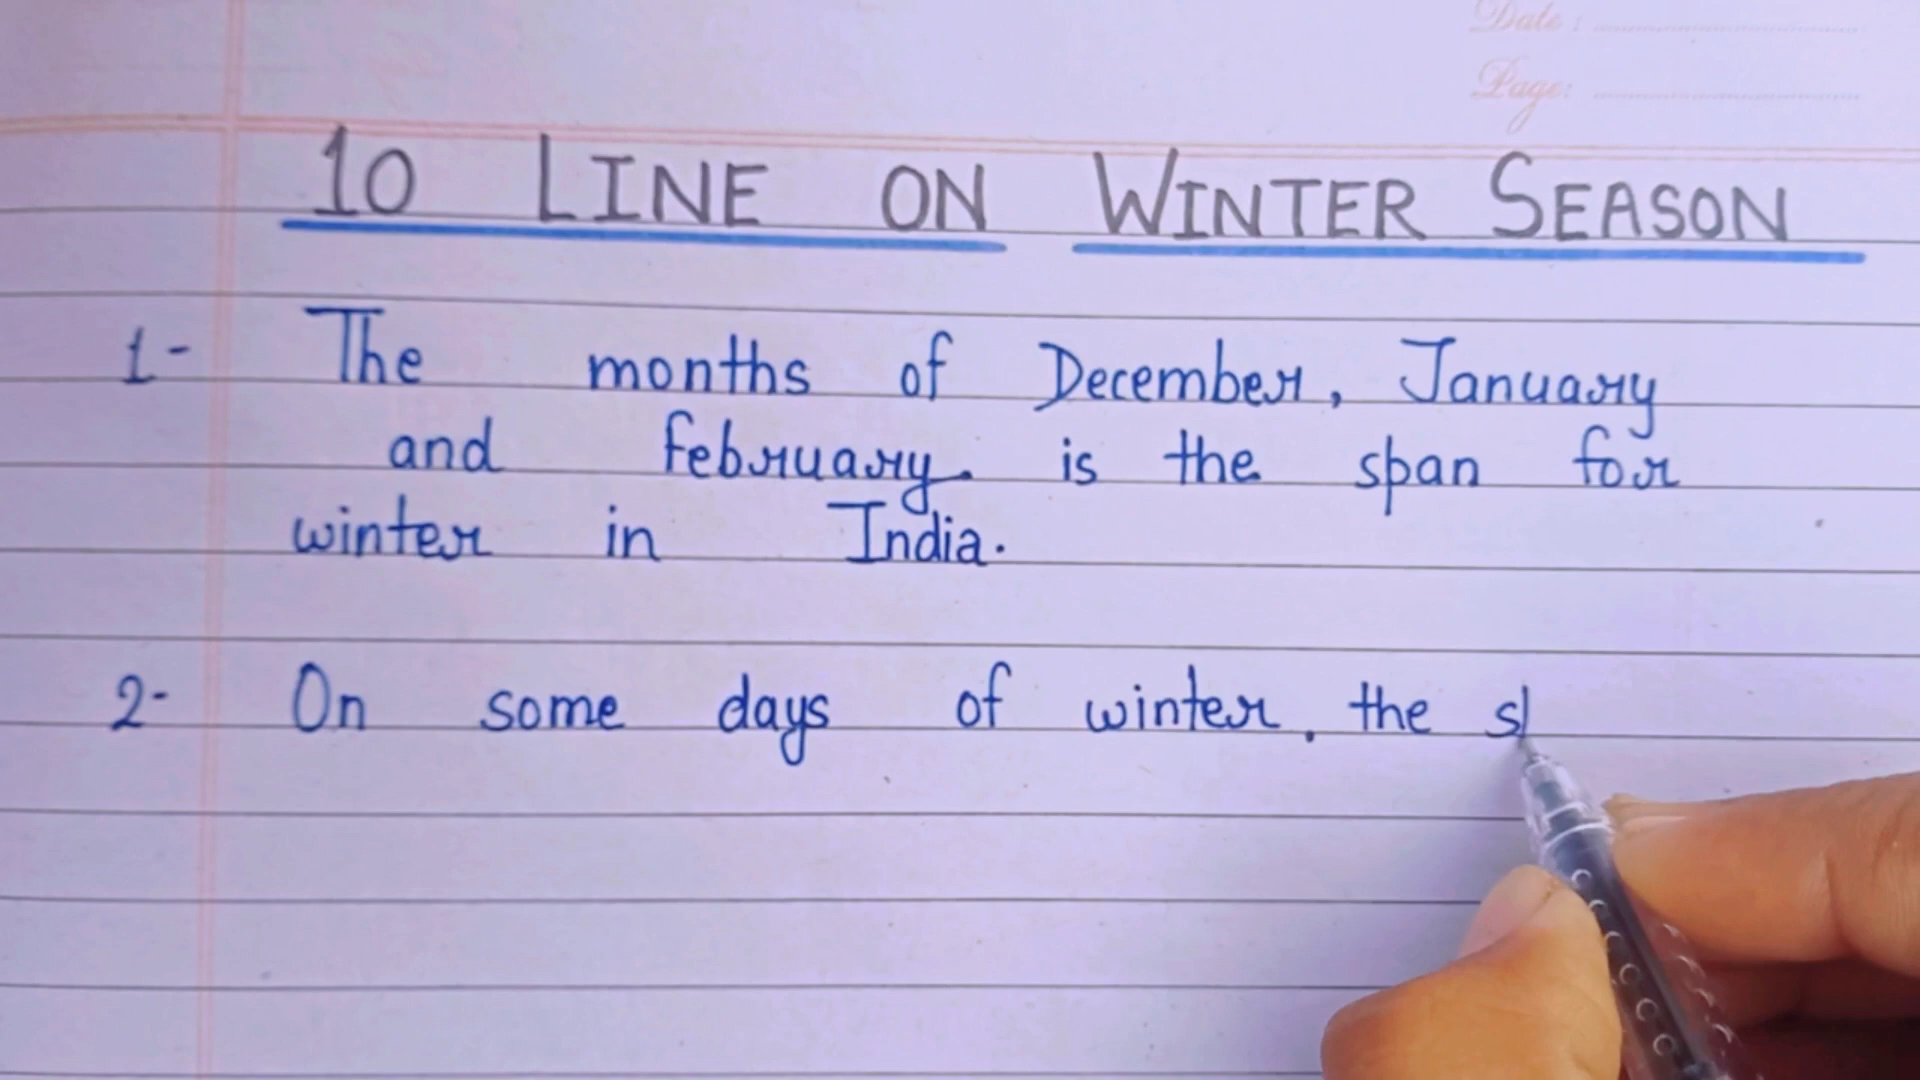 Date :
Page:
10 LINE ON WINTER SEASON
1- The months of December, January
and february is the span for
winter in India.
2- On some days of winter, the